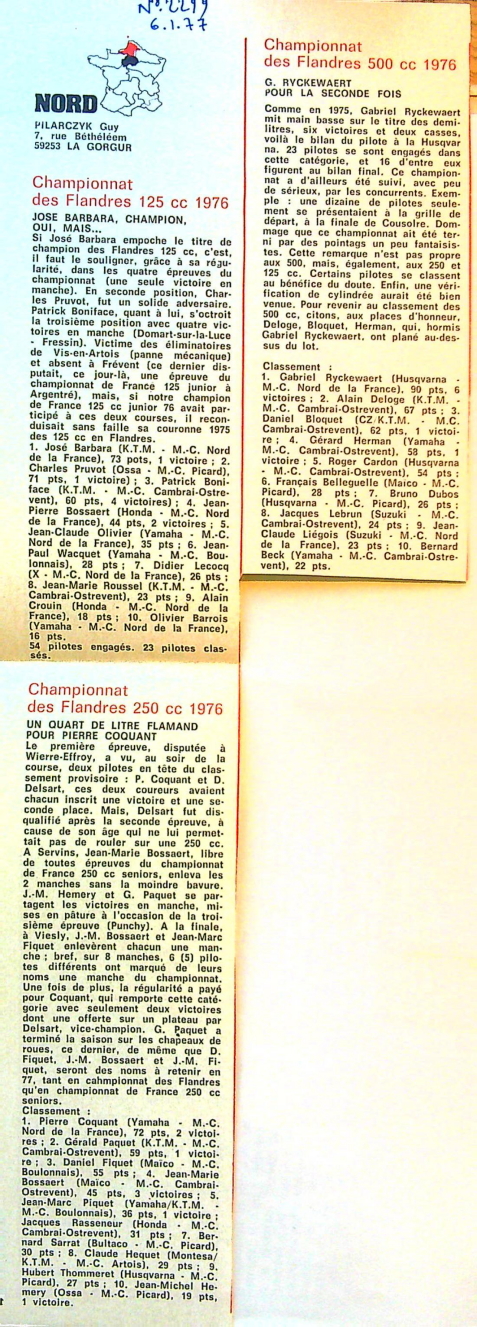 No. 2299
6.1.77
NORD
PILARCZYK Guy
7, rue Béthléem
59253 LA GORGUR
Championnat
des Flandres 125 cc 1976
JOSE BARBARA, CHAMPION,
OUI, MAIS...
Si José Barbara empoche le titre de
champion des Flandres 125 cc, c'est,
il faut le souligner, grâce à sa régu-
larité, dans les quatre épreuves du
championnat (une seule victoire en
manche). En seconde position, Char-
les Pruvot, fut un solide adversaire.
Patrick Boniface, quant à lui, s'octroit
la troisième position avec quatre vic-
toires en manche (Domart-sur-la-Luce
- Fressin). Victime des éliminatoires
de Vis-en-Artois (panne mécanique)
et absent à Frévent (ce dernier dis-
putait, ce jour-là, une épreuve du
championnat de France 125 junior à
Argentré), mais, si notre champion
de France 125 cc junior 76 avait par-
ticipé à ces deux courses, il recon-
duisait sans faille sa couronne 1975
des 125 cc en Flandres.
1. José Barbara (K.T.M. - M.-C. Nord
de la France), 73 pots, 1 victoire ; 2.
Charles Pruvot (Ossa - M.-C. Picard),
71 pts, 1 victoire) ; 3. Patrick Boni-
face (K.T.M. - M.-C. Cambrai-Ostre-
vent), 60 pts, 4 victoires) ; 4. Jean-
Pierre Bossaert (Honda - M.-C. Nord
de la France), 44 pts, 2 victoires ; 5.
Jean-Claude Olivier (Yamaha - M.-C.
Nord de la France), 35 pts ; 6. Jean-
Paul Wacquet (Yamaha - M.-C. Bou-
lonnais), 28 pts ; 7. Didier Lecocq
(X - M.-C. Nord de la France), 26 pts ;
8. Jean-Marie Roussel (K.T.M. - M.-C.
Cambrai-Ostrevent), 23 pts ; 9. Alain
Crouin (Honda - M.-C. Nord de la
France), 18 pts ; 10. Olivier Barrois
(Yamaha - M.-C. Nord de la France),
16 pts.
54 pilotes engagés. 23 pilotes clas-
sés.
Championnat
des Flandres 250 cc 1976
UN QUART DE LITRE FLAMAND
POUR PIERRE COQUANT
Le première épreuve, disputée à
Wierre-Effroy, a vu, au soir de la
course, deux pilotes en tête du clas-
sement provisoire : P. Coquant et D.
Delsart, ces deux coureurs avaient
chacun inscrit une victoire et une se-
conde place. Mais, Delsart fut dis-
qualifié après la seconde épreuve, à
cause de son âge qui ne lui permet-
tait pas de rouler sur une 250 cc.
A Servins, Jean-Marie Bossaert, libre
de toutes épreuves du championnat
de France 250 cc seniors, enleva les
2 manches sans la moindre bavure.
J.-M. Hemery et G. Paquet se par-
tagent les victoires en manche, mi-
ses en pâture à l'occasion de la troi-
sième épreuve (Punchy). A la finale,
à Viesly, J.-M. Bossaert et Jean-Marc
Fiquet enlevèrent chacun une man-
che ; bref, sur 8 manches, 6 (5) pilo-
tes différents ont marqué de leurs
noms une manche du championnat.
Une fois de plus, la régularité a payé
pour Coquant, qui remporte cette caté-
gorie avec seulement deux victoires
dont une offerte sur un plateau par
Delsart, vice-champion. G. Paquet a
terminé la saison sur les chapeaux de
roues, ce dernier, de même que D.
Fiquet, J.-M. Bossaert et J.-M. Fi-
quet, seront des noms à retenir en
77, tant en cahmpionnat des Flandres
qu'en championnat de France 250 cc
seniors.
Classement :
1. Pierre Coquant (Yamaha - M.-C.
Nord de la France), 72 pts, 2 victoi-
res ; 2. Gérald Paquet (K.T.M. - M.-C.
Cambrai-Ostrevent), 59 pts, 1 victoi-
re ; 3. Daniel Fiquet (Maïco - M.-C.
Boulonnais), 55 pts ; 4. Jean-Marie
Bossaert (Maïco - M.-C. Cambrai-
Ostrevent), 45 pts, 3 victoires ; 5.
Jean-Marc Piquet (Yamaha/K.T.M. -
M.-C. Boulonnais), 36 pts, 1 victoire ;
Jacques Rasseneur (Honda - M.-C.
Cambrai-Ostrevent), 31 pts ; 7. Ber-
nard Sarrat (Bultaco - M.-C. Picard),
30 pts ; 8. Claude Hequet (Montesa/
K.T.M. - M.-C. Artois), 29 pts ; 9.
Hubert Thommeret (Husqvarna - M.-C.
Picard), 27 pts ; 10. Jean-Michel He-
mery (Ossa - M.-C. Picard), 19 pts,
1 victoire.
Championnat
des Flandres 500 cc 1976
G. RYCKEWAERT
POUR LA SECONDE FOIS
Comme en 1975, Gabriel Ryckewaert
mit main basse sur le titre des demi-
litres, six victoires et deux casses,
voilà le bilan du pilote à la Husqvar
na. 23 pilotes se sont engagés dans
cette catégorie, et 16 d'entre eux
figurent au bilan final. Ce champion-
nat a d'ailleurs été suivi, avec peu
de sérieux, par les concurrents. Exem-
ple : une dizaine de pilotes seule-
ment se présentaient à la grille de
départ, à la finale de Cousolre. Dom-
mage que ce championnat ait été ter-
ni par des pointags un peu fantaisis-
tes. Cette remarque n'est pas propre
aux 500, mais, également, aux 250 et
125 cc. Certains pilotes se classent
au bénéfice du doute. Enfin, une véri-
fication de cylindrée aurait été bien
venue. Pour revenir au classement des
500 cc, citons, aux places d'honneur,
Deloge, Bloquet, Herman, qui, hormis
Gabriel Ryckewaert, ont plané au-des-
sus du lot.
Classement :
1. Gabriel Ryckewaert (Husqvarna -
M.-C. Nord de la France), 90 pts, 6
victoires ; 2. Alain Deloge (K.T.M. -
M.-C. Cambrai-Ostrevent), 67 pts ; 3.
Daniel Bloquet (CZ/K.T.M. - M.C.
Cambrai-Ostrevent), 62 pts, 1 victoi-
re ; 4. Gérard Herman (Yamaha -
M.-C. Cambrai-Ostrevent), 58 pts, 1
victoire ; 5. Roger Cardon (Husqvarna
- M.-C. Cambrai-Ostrevent), 54 pts ;
6. Français Belleguelle (Maïco - M.-C.
Picard), 28 pts ; 7. Bruno Dubos
(Husqvarna - M.-C. Picard), 26 pts ;
8. Jacques Lebrun (Suzuki - M.-C.
Cambrai-Ostrevent), 24 pts ; 9. Jean-
Claude Liégois (Suzuki - M.-C. Nord
de la France), 23 pts ; 10. Bernard
Beck (Yamaha - M.-C. Cambrai-Ostre-
vent), 22 pts.